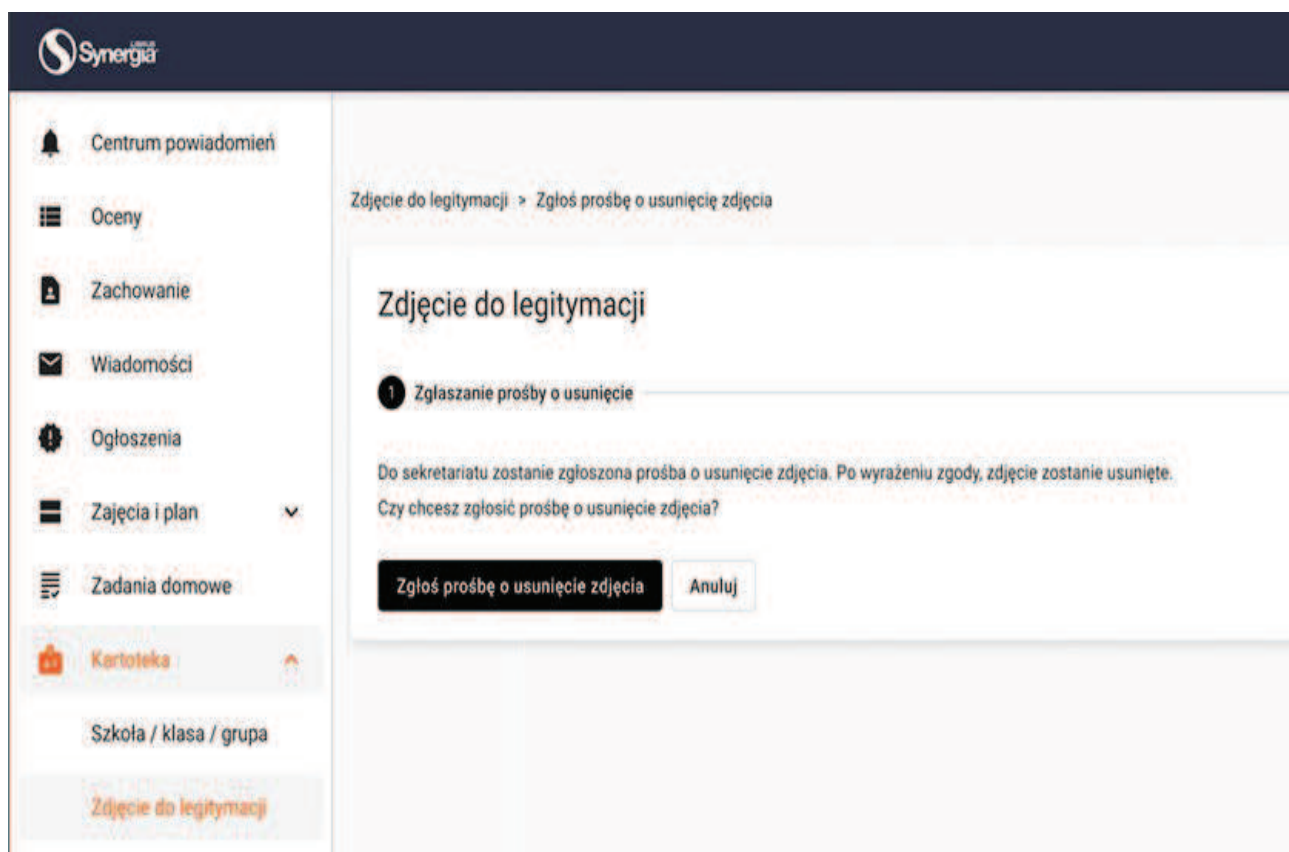 LIBRUS
Synergia
Centrum powiadomień
Oceny
Zachowanie
Wiadomości
Ogłoszenia
Zajęcia i plan
Zadania domowe
Kartoteka
Szkoła / klasa / grupa
Zdjęcie do legitymacji
Zdjęcie do legitymacji > Zgłoś prośbę o usunięcię zdjęcia
Zdjęcie do legitymacji
1 Zgłaszanie prośby o usunięcie
Do sekretariatu zostanie zgłoszona prośba o usunięcie zdjęcia. Po wyrażeniu zgody, zdjęcie zostanie usunięte.
Czy chcesz zgłosić prośbę o usunięcie zdjęcia?
Zgłoś prośbę o usunięcie zdjęcia
Anuluj